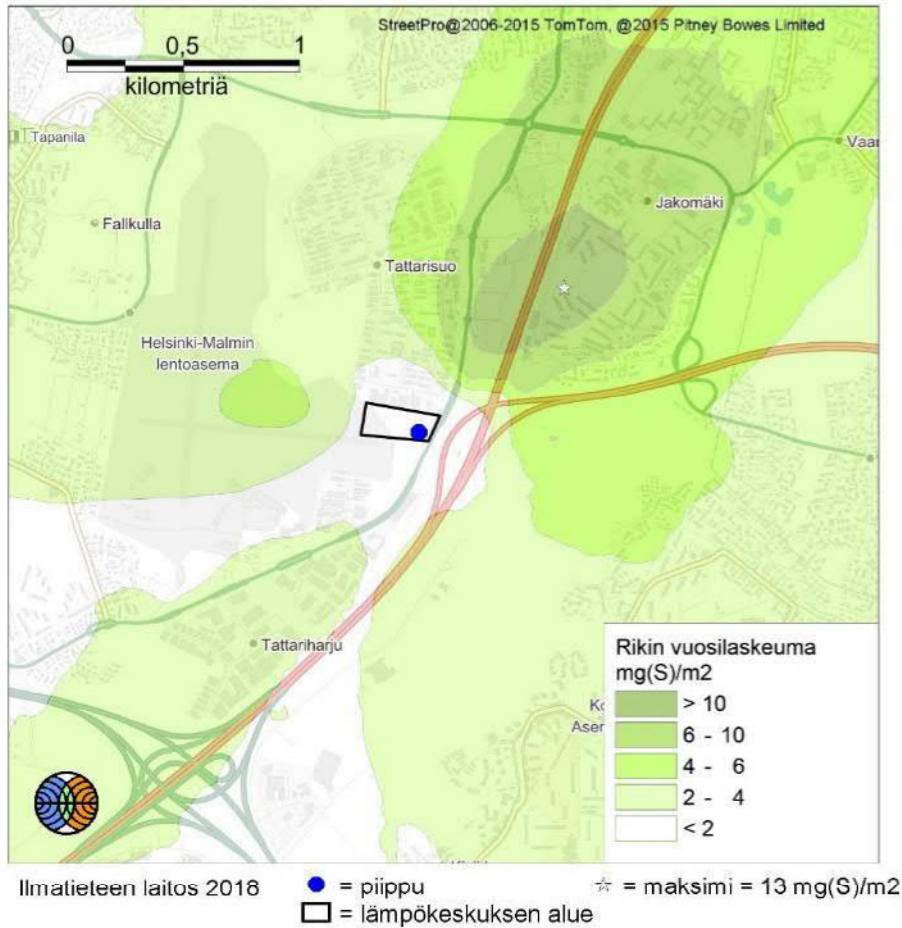 StreetPro@2006-2015 TomTom, @2015 Pitney Bowes Limited
0 0,5 1
kilometriä
Tapanila
Vaar
Jakomäki
Fallkulla
Tattarisuo
Helsinki-Malmin
lentoasema
Tattariharju
Rikin vuosilaskeuma
mg(S)/m2
> 10
6 - 10
4 - 6
2 - 4
< 2
Ko
Aser
Ilmatieteen laitos 2018
= piippu
☆ = maksimi = 13 mg(S)/m2
= lämpökeskuksen alue